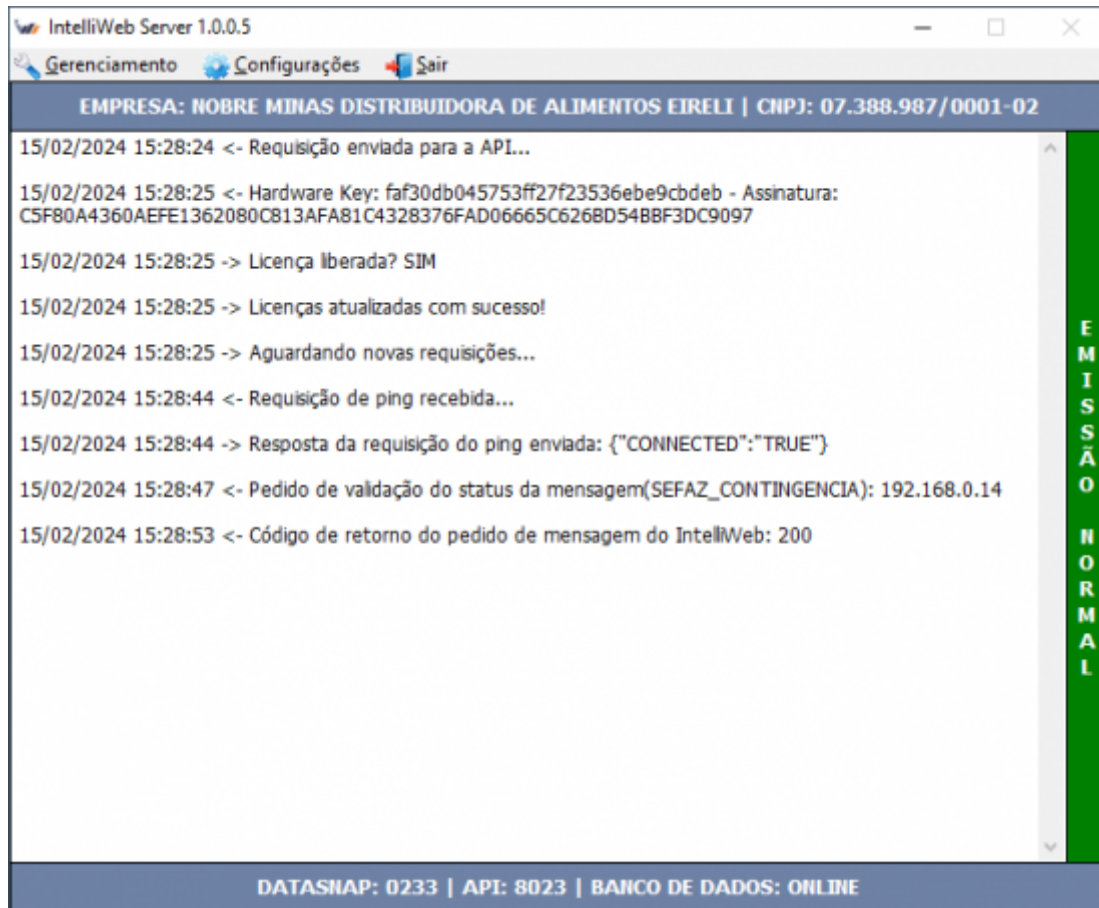 IntelliWeb Server 1.0.0.5
Gerenciamento Configurações Sair
EMPRESA: NOBRE MINAS DISTRIBUIDORA DE ALIMENTOS EIRELI | CNPJ: 07.388.987/0001-02
15/02/2024 15:28:24 <- Requisição enviada para a API...
15/02/2024 15:28:25 <- Hardware Key: faf30db045753ff27f23536ebe9cbdeb - Assinatura:
C5F80A4360AEFE1362080C813AFA81C4328376FAD06665C626BD54BBF3DC9097
15/02/2024 15:28:25 -> Licença liberada? SIM
15/02/2024 15:28:25 -> Licenças atualizadas com sucesso!
15/02/2024 15:28:25 -> Aguardando novas requisições...
15/02/2024 15:28:44 <- Requisição de ping recebida...
15/02/2024 15:28:44 -> Resposta da requisição do ping enviada: {"CONNECTED":"TRUE"}
15/02/2024 15:28:47 <- Pedido de validação do status da mensagem(SEFAZ_CONTINGENCIA): 192.168.0.14
15/02/2024 15:28:53 <- Código de retorno do pedido de mensagem do IntelliWeb: 200
EMISSÃO NORMAL
DATASNAP: 0233 | API: 8023 | BANCO DE DADOS: ONLINE